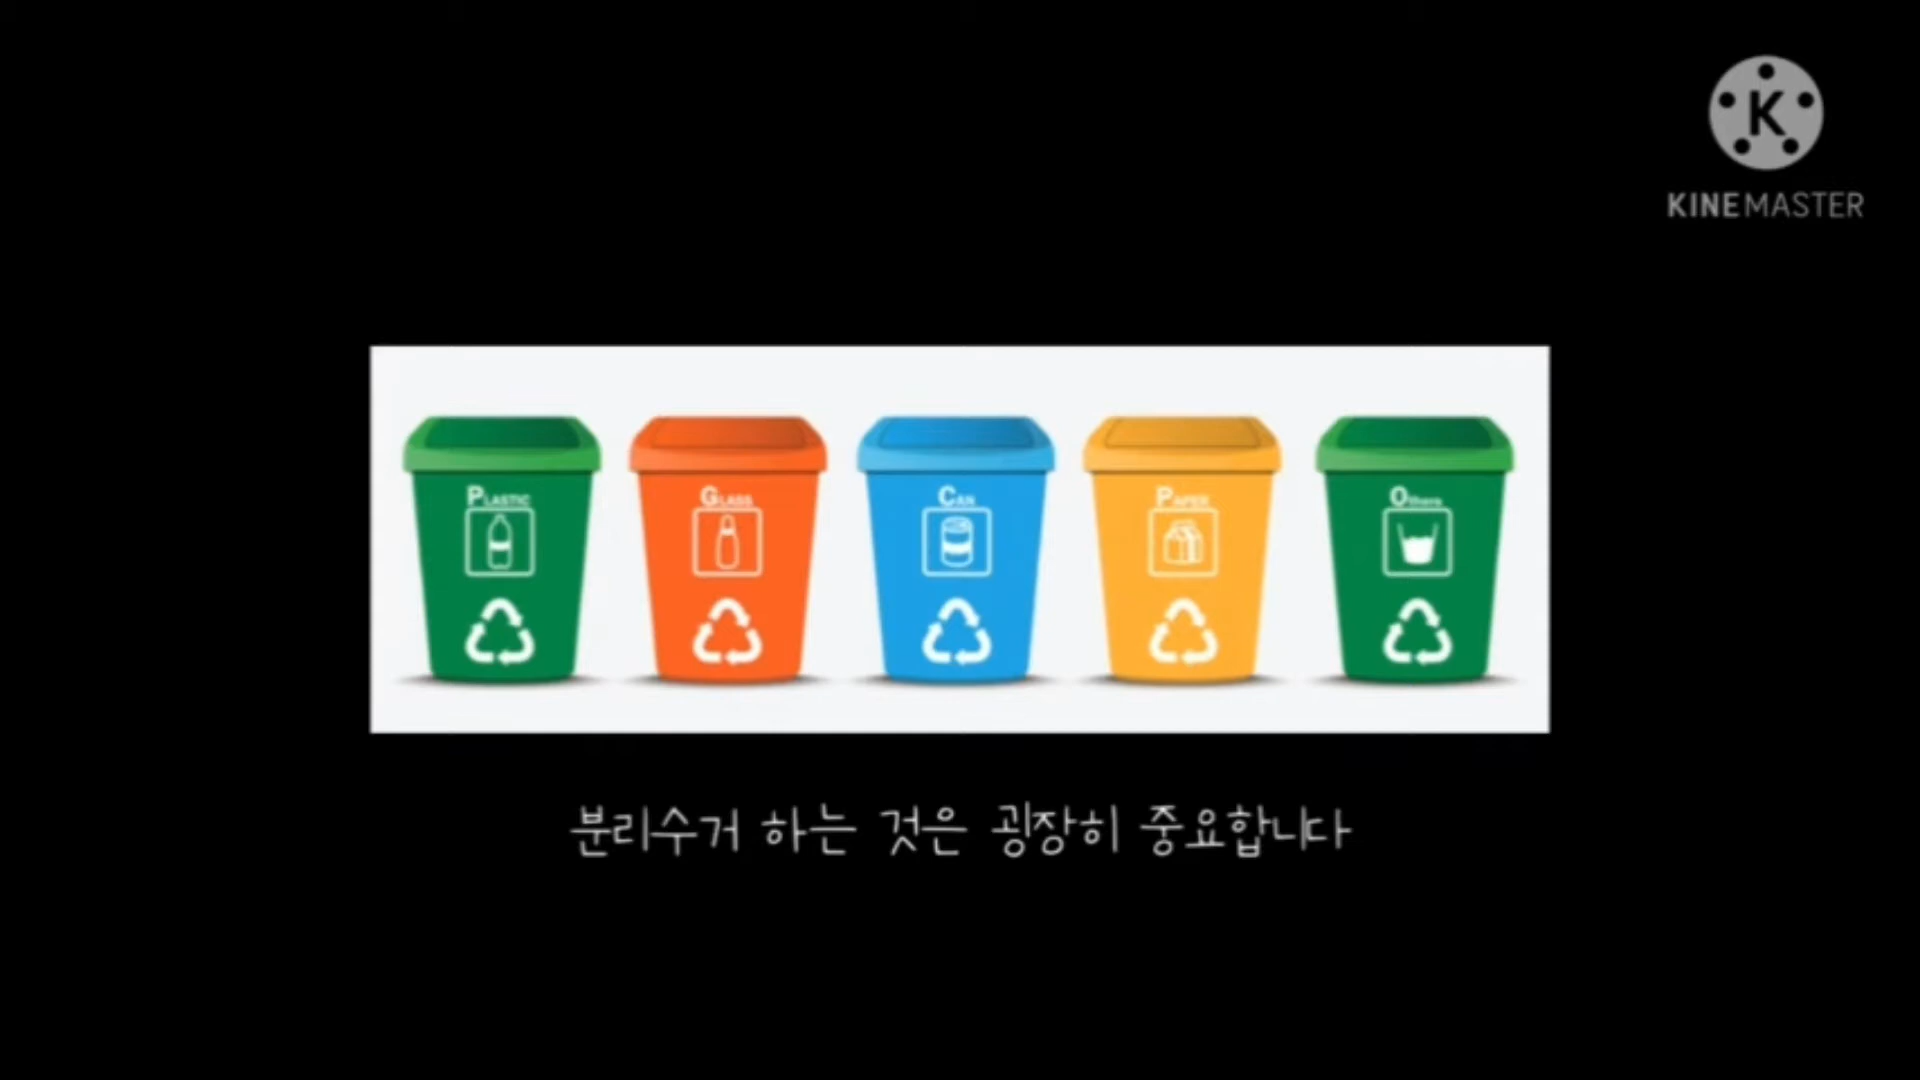 KINEMASTER
PLASTIC
GLASS
CAN
PAPER
Others
분리수거 하는 것은 굉장히 중요합니다